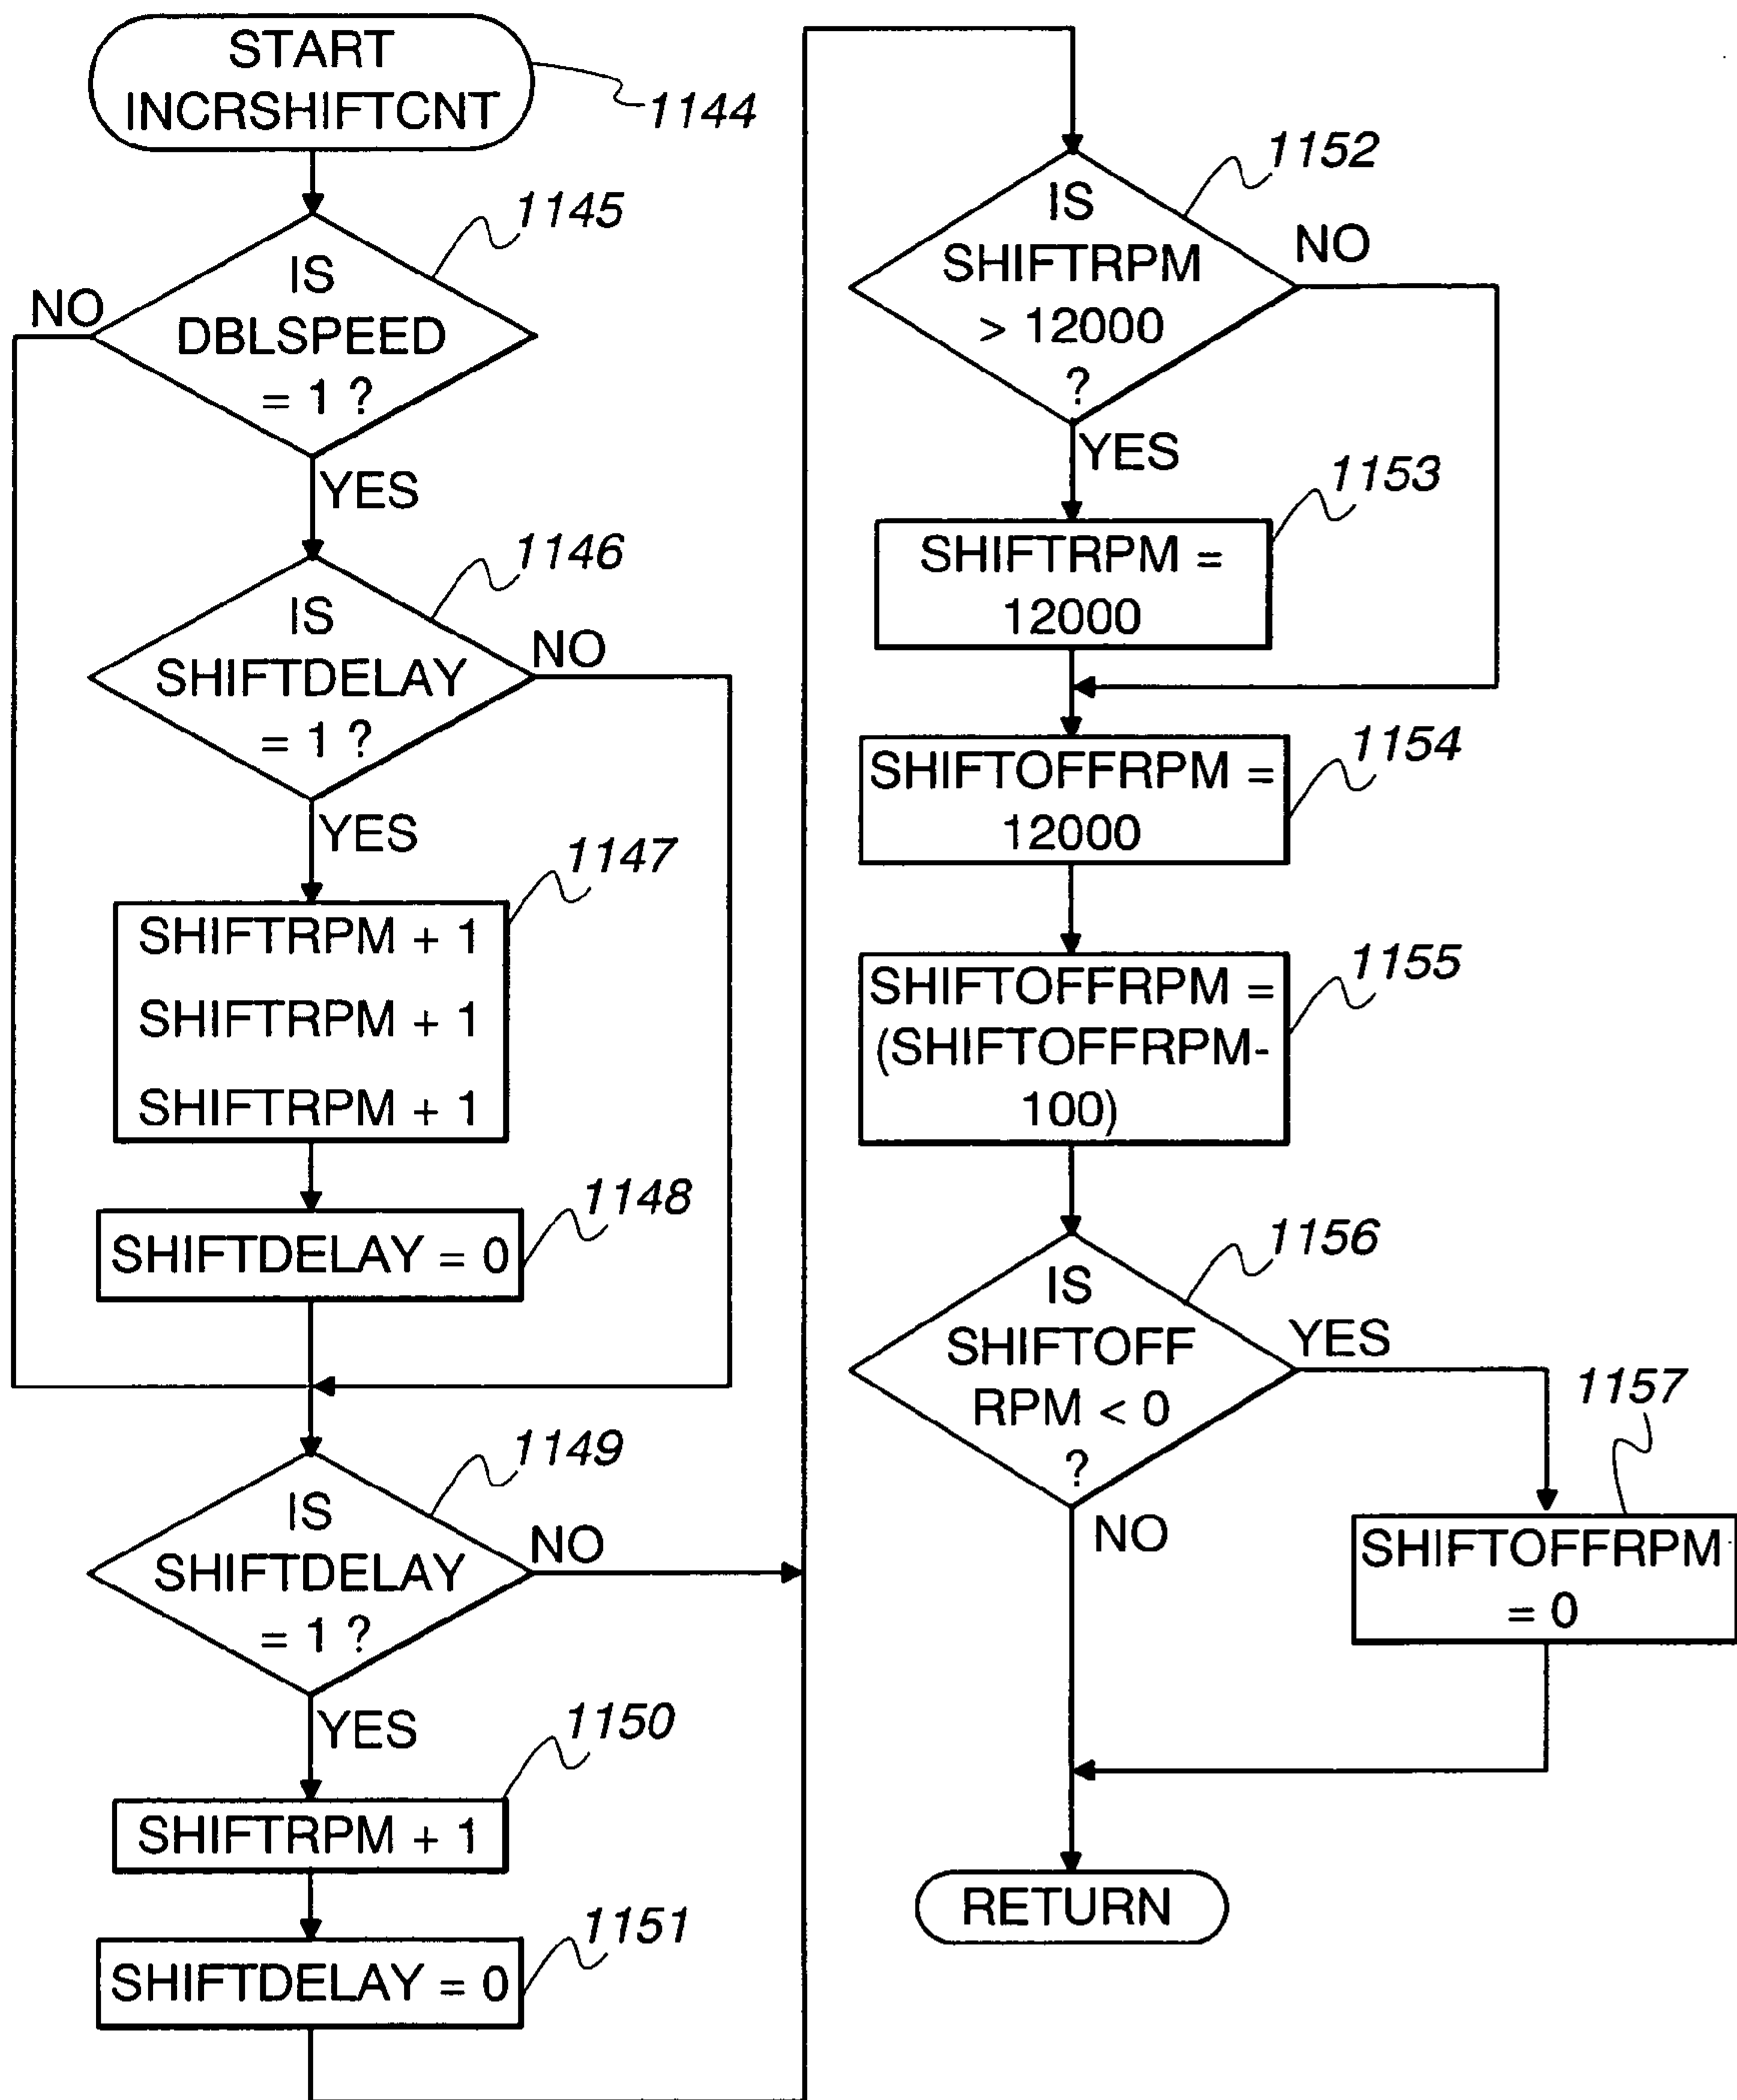 START
INCRSHIFTCNT
1144
1145
IS
DBLSPEED
= 1 ?
NO
YES
1146
IS
SHIFTDELAY
= 1 ?
NO
YES
1147
SHIFTRPM + 1
SHIFTRPM + 1
SHIFTRPM + 1
1148
SHIFTDELAY = 0
1149
IS
SHIFTDELAY
= 1 ?
NO
YES
1150
SHIFTRPM + 1
1151
SHIFTDELAY = 0
1152
IS
SHIFTRPM
> 12000
?
NO
YES
1153
SHIFTRPM =
12000
1154
SHIFTOFFRPM =
12000
1155
SHIFTOFFRPM =
(SHIFTOFFRPM-
100)
1156
IS
SHIFTOFF
RPM < 0
?
YES
NO
1157
SHIFTOFFRPM
= 0
RETURN